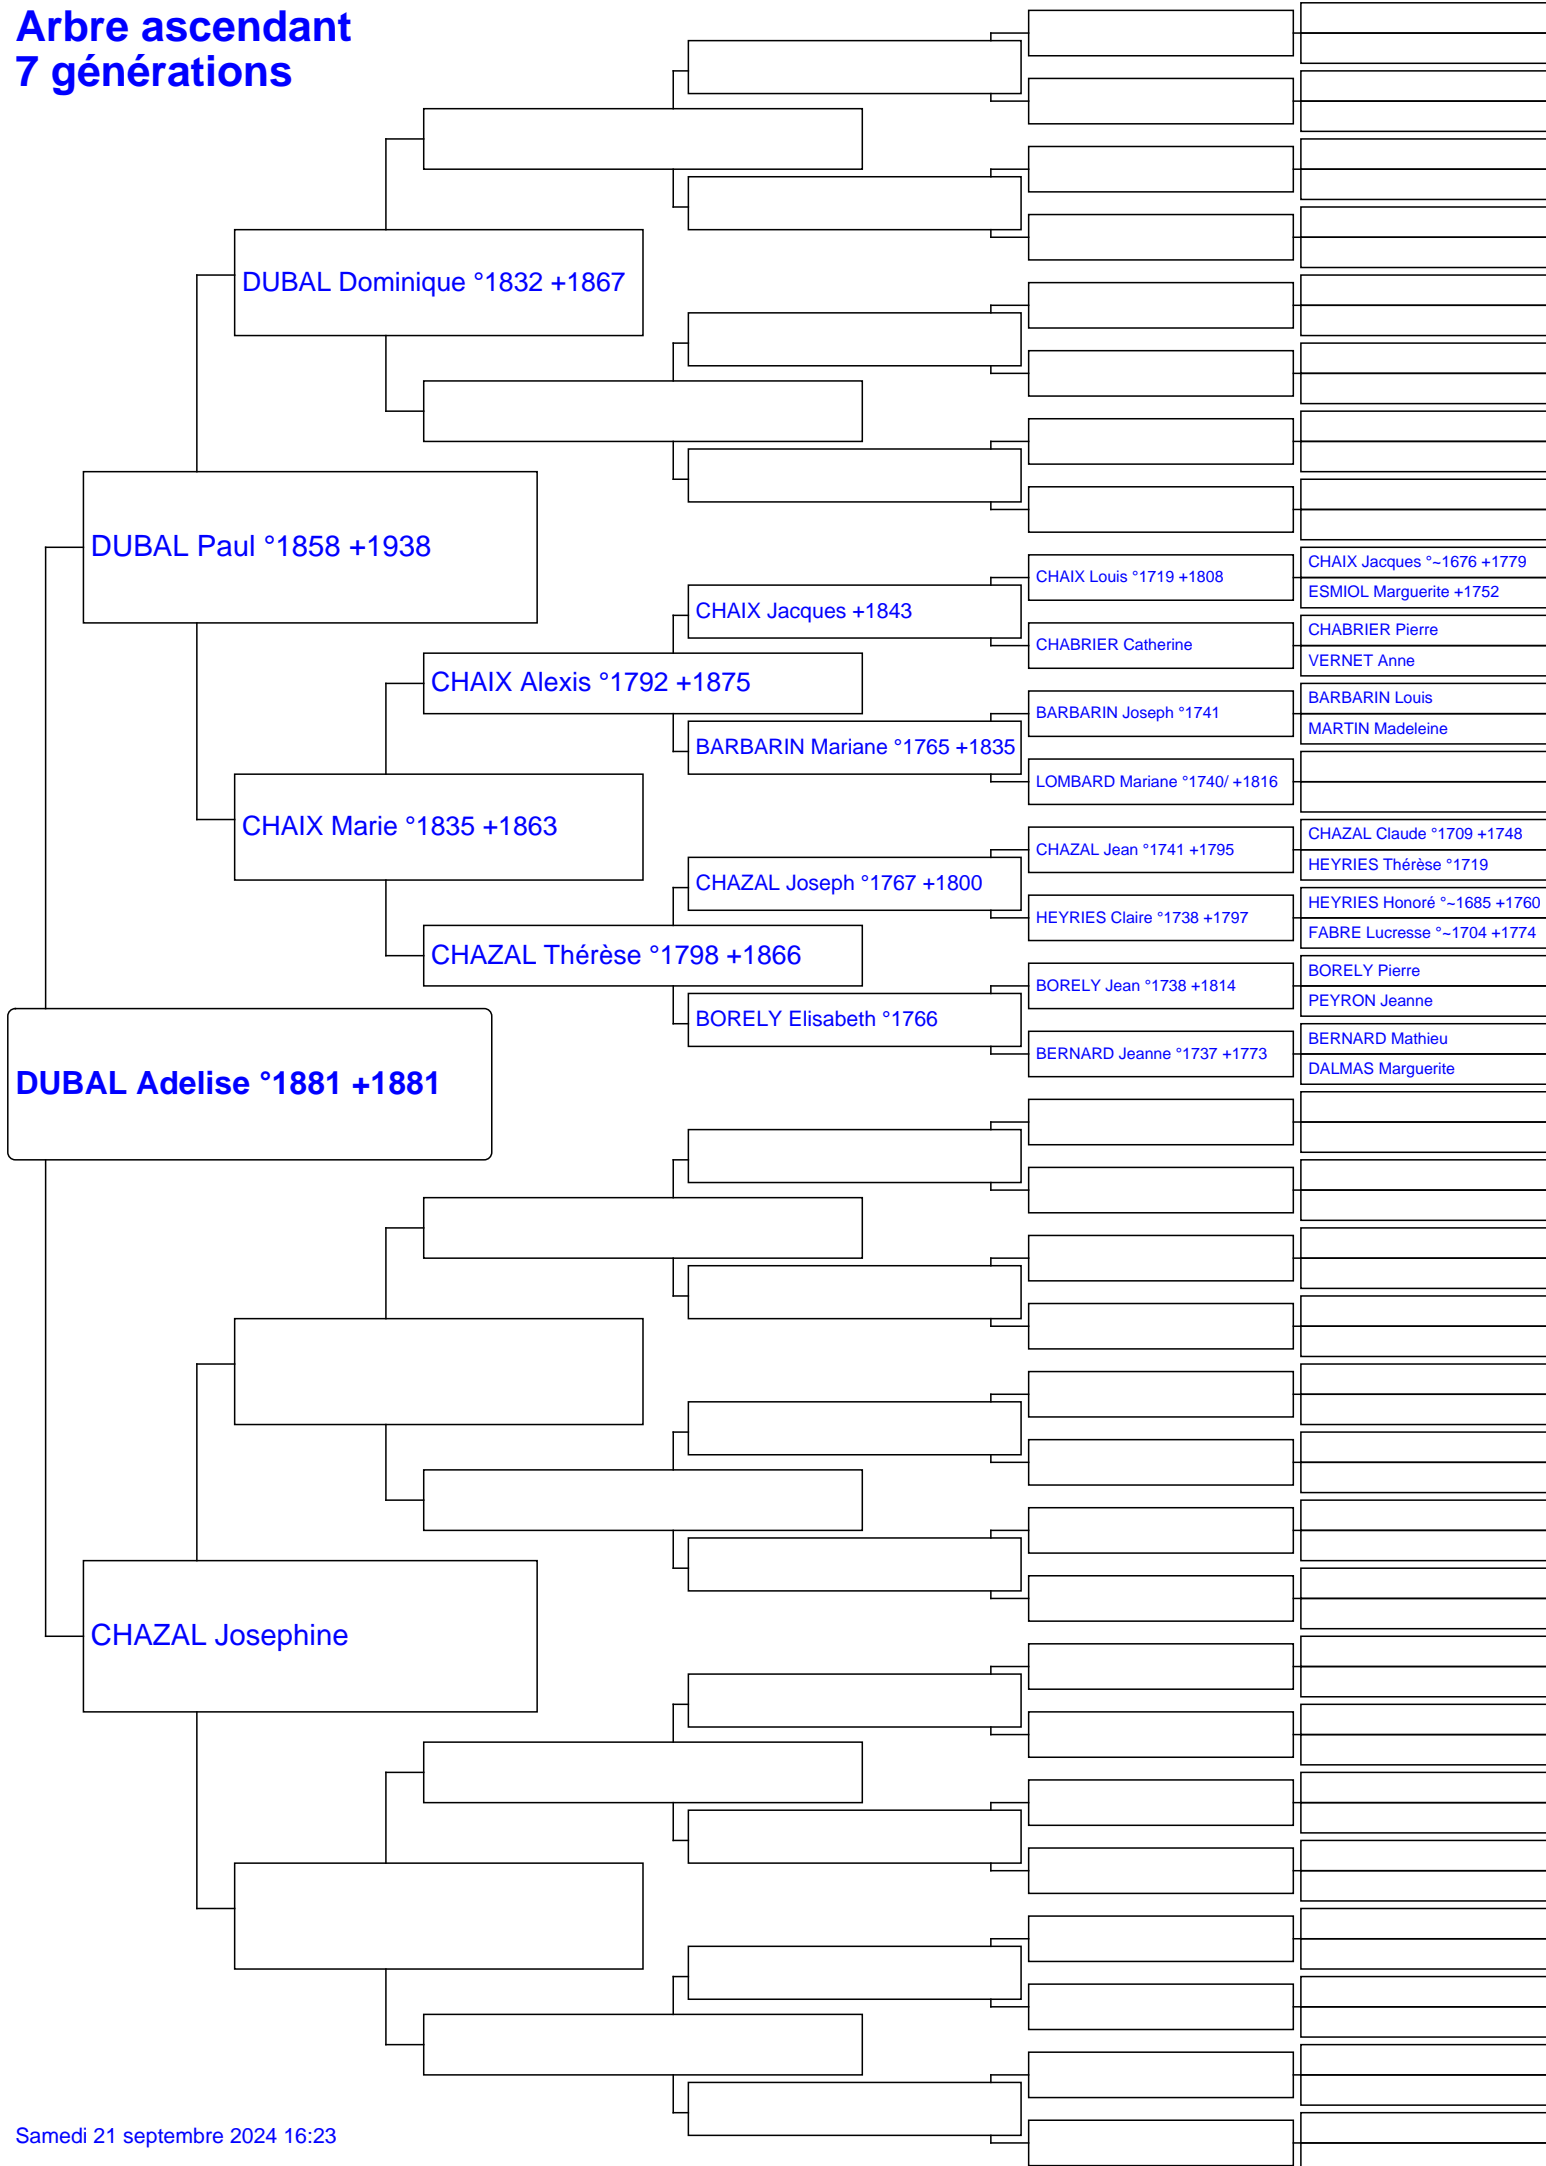 Arbre ascendant
7 générations
DUBAL Adelise °1881 +1881
DUBAL Paul °1858 +1938
CHAZAL Josephine
DUBAL Dominique °1832 +1867
CHAIX Marie °1835 +1863
CHAIX Alexis °1792 +1875
CHAZAL Thérèse °1798 +1866
CHAIX Jacques +1843
BARBARIN Mariane °1765 +1835
CHAZAL Joseph °1767 +1800
BORELY Elisabeth °1766
CHAIX Louis °1719 +1808
CHABRIER Catherine
BARBARIN Joseph °1741
LOMBARD Mariane °1740/ +1816
CHAZAL Jean °1741 +1795
HEYRIES Claire °1738 +1797
BORELY Jean °1738 +1814
BERNARD Jeanne °1737 +1773
CHAIX Jacques °~1676 +1779
ESMIOL Marguerite +1752
CHABRIER Pierre
VERNET Anne
BARBARIN Louis
MARTIN Madeleine
CHAZAL Claude °1709 +1748
HEYRIES Thérèse °1719
HEYRIES Honoré °~1685 +1760
FABRE Lucresse °~1704 +1774
BORELY Pierre
PEYRON Jeanne
BERNARD Mathieu
DALMAS Marguerite
Samedi 21 septembre 2024 16:23